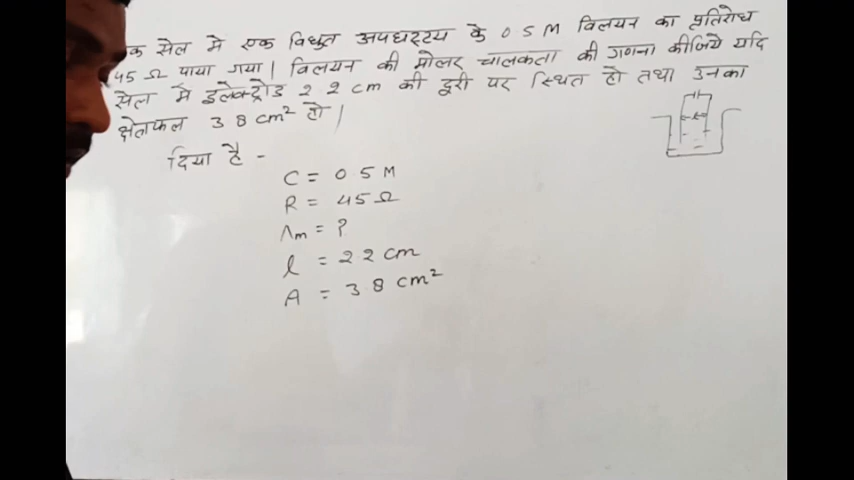 क सेल मे एक विधुत अपघट्टय के 0 5 M विलयन का प्रतिरोध
45 Ω पाया गया | विलयन की मोलर चालकता की गणना कीजिये यदि
सेल मे इलेक्ट्रोड 2 2 cm की दूरी पर स्थित हो तथा उनका
क्षेत्रफल 3 8 cm² हो |
दिया है -
C = 0 5 M
R = 45 Ω
Λm = ?
l = 2 2 cm
A = 3 8 cm²